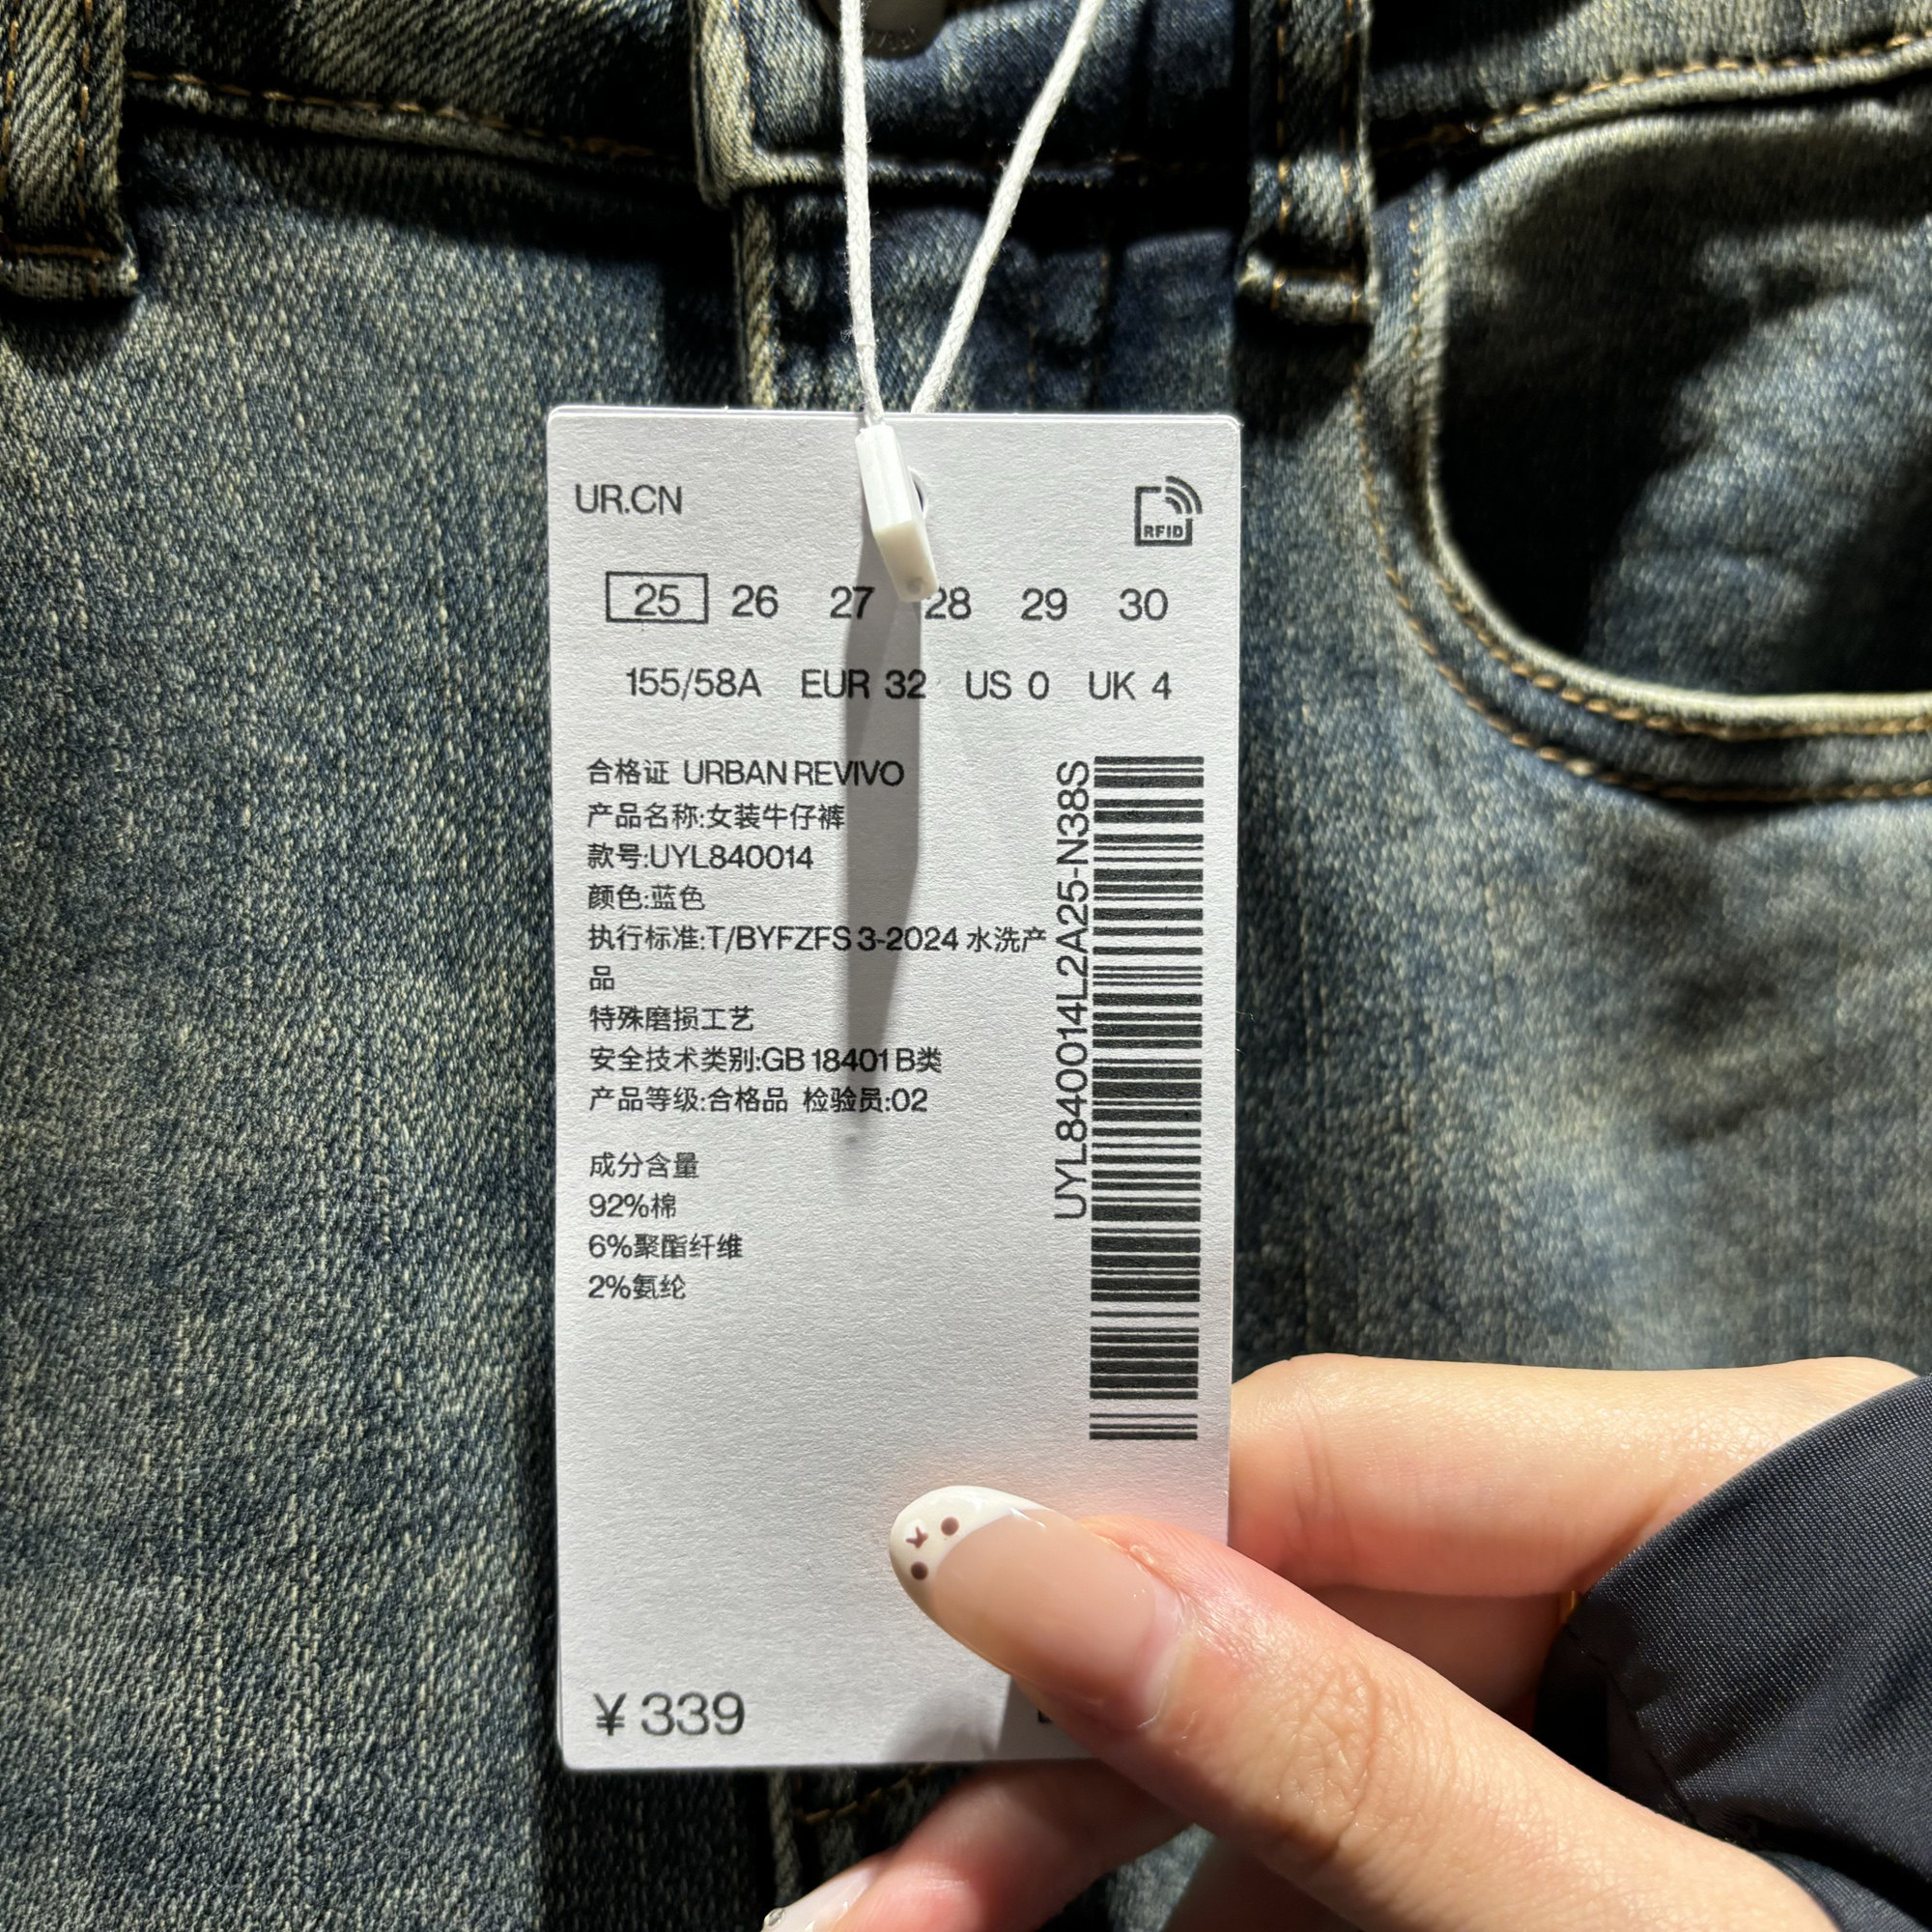 UR.CN
RFID
25 26 27 28 29 30
155/58A EUR 32 US 0 UK 4
合格证 URBAN REVIVO
产品名称:女装牛仔裤
款号:UYL840014
颜色:蓝色
执行标准:T/BYFZFS 3-2024 水洗产
品
特殊磨损工艺
安全技术类别:GB 18401 B类
产品等级:合格品 检验员:02
成分含量
92%棉
6%聚酯纤维
2%氨纶
UYL840014L2A25-N38S
¥ 339